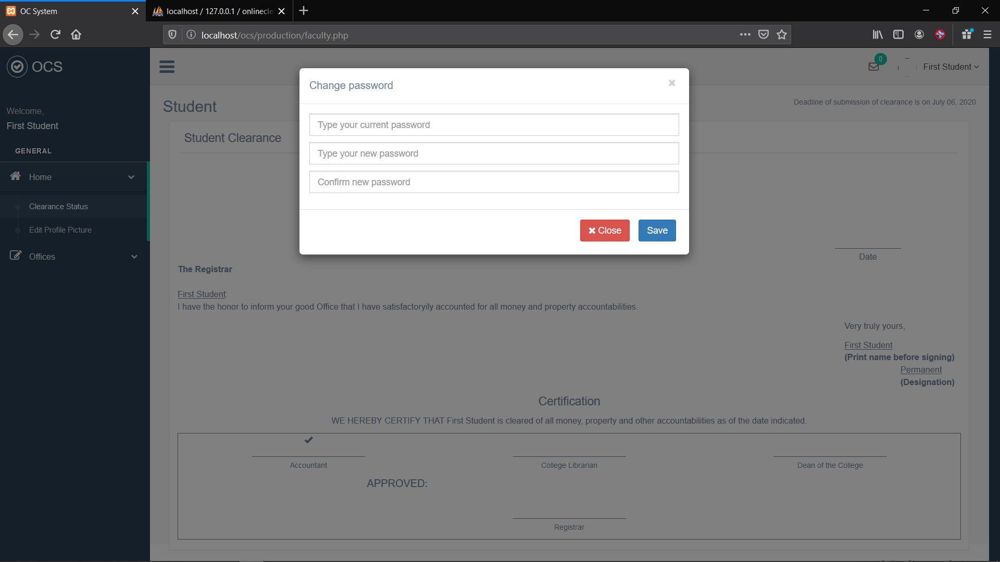 OC System
localhost / 127.0.0.1 / onlinecle
localhost/ocs/production/faculty.php
OCS
0
First Student
Welcome,
First Student
GENERAL
Home
Clearance Status
Edit Profile Picture
Offices
Student
Deadline of submission of clearance is on July 06, 2020
Student Clearance
Change password
×
Type your current password
Type your new password
Confirm new password
Close
Save
Date
The Registrar
First Student:
I have the honor to inform your good Office that I have satisfactoryily accounted for all money and property accountabilities.
Very truly yours,
First Student
(Print name before signing)
Permanent
(Designation)
Certification
WE HEREBY CERTIFY THAT First Student is cleared of all money, property and other accountabilities as of the date indicated.
Accountant
College Librarian
Dean of the College
APPROVED:
Registrar